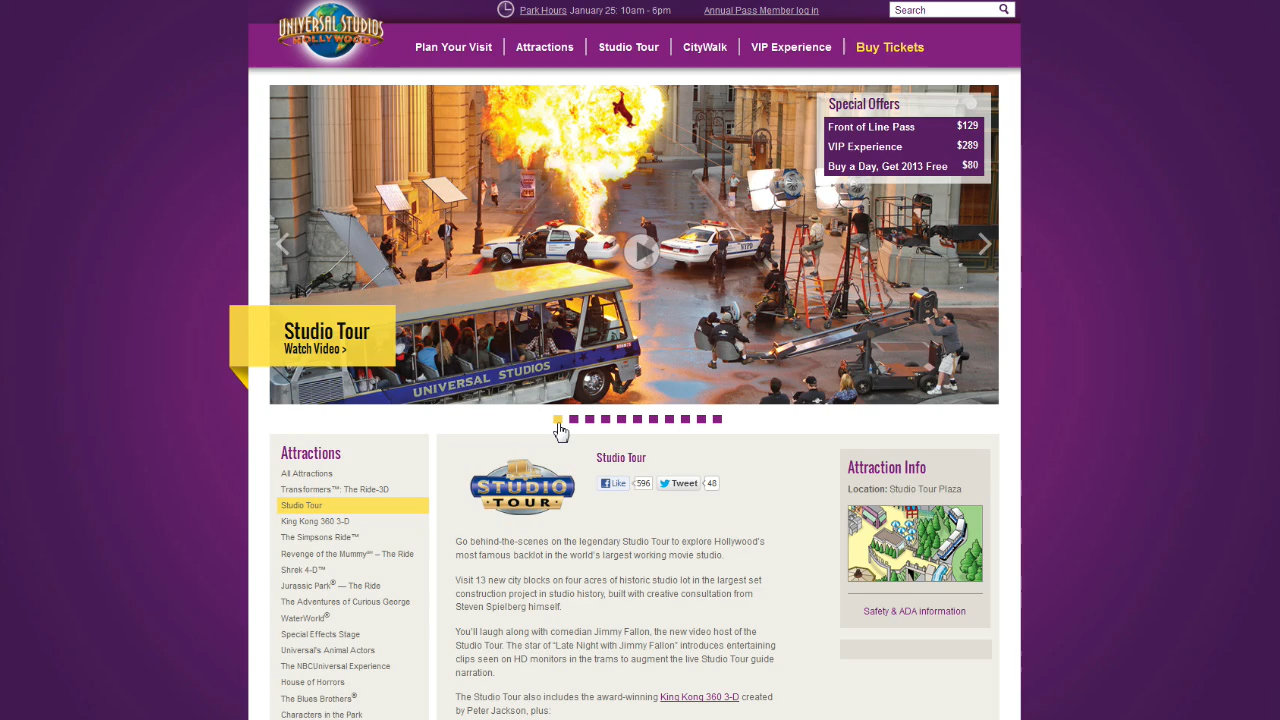 UNIVERSAL STUDIOS
HOLLYWOOD
Park Hours January 25: 10am - 6pm
Annual Pass Member log in
Search
Plan Your Visit
Attractions
Studio Tour
CityWalk
VIP Experience
Buy Tickets
Special Offers
Front of Line Pass $129
VIP Experience $289
Buy a Day, Get 2013 Free $80
NYPD
UNIVERSAL STUDIOS
Studio Tour
Watch Video >
Attractions
All Attractions
Transformers™: The Ride-3D
Studio Tour
King Kong 360 3-D
The Simpsons Ride™
Revenge of the Mummy℠ – The Ride
Shrek 4-D™
Jurassic Park® — The Ride
The Adventures of Curious George
WaterWorld®
Special Effects Stage
Universal's Animal Actors
The NBCUniversal Experience
House of Horrors
The Blues Brothers®
Characters in the Park
STUDIO
TOUR
Studio Tour
Like 596 Tweet 48
Go behind-the-scenes on the legendary Studio Tour to explore Hollywood's
most famous backlot in the world's largest working movie studio.
Visit 13 new city blocks on four acres of historic studio lot in the largest set
construction project in studio history, built with creative consultation from
Steven Spielberg himself.
You'll laugh along with comedian Jimmy Fallon, the new video host of the
Studio Tour. The star of "Late Night with Jimmy Fallon" introduces entertaining
clips seen on HD monitors in the trams to augment the live Studio Tour guide
narration.
The Studio Tour also includes the award-winning King Kong 360 3-D created
by Peter Jackson, plus:
Attraction Info
Location: Studio Tour Plaza
Safety & ADA information